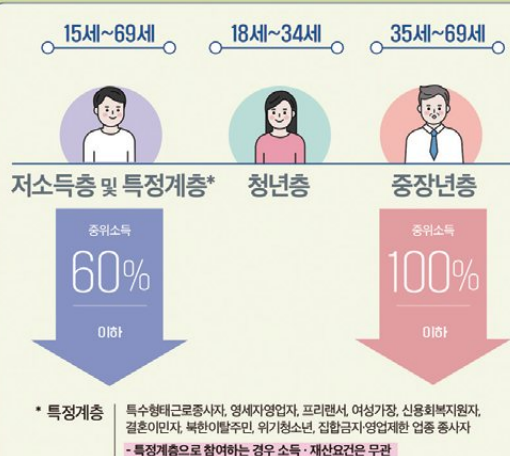 15세~69세
18세~34세
35세~69세
저소득층 및 특정계층*
청년층
중장년층
중위소득
60%
이하
중위소득
100%
이하
* 특정계층
특수형태근로종사자, 영세자영업자, 프리랜서, 여성가장, 신용회복지원자,
결혼이민자, 북한이탈주민, 위기청소년, 집합금지·영업제한 업종 종사자
- 특정계층으로 참여하는 경우 소득·재산요건은 무관